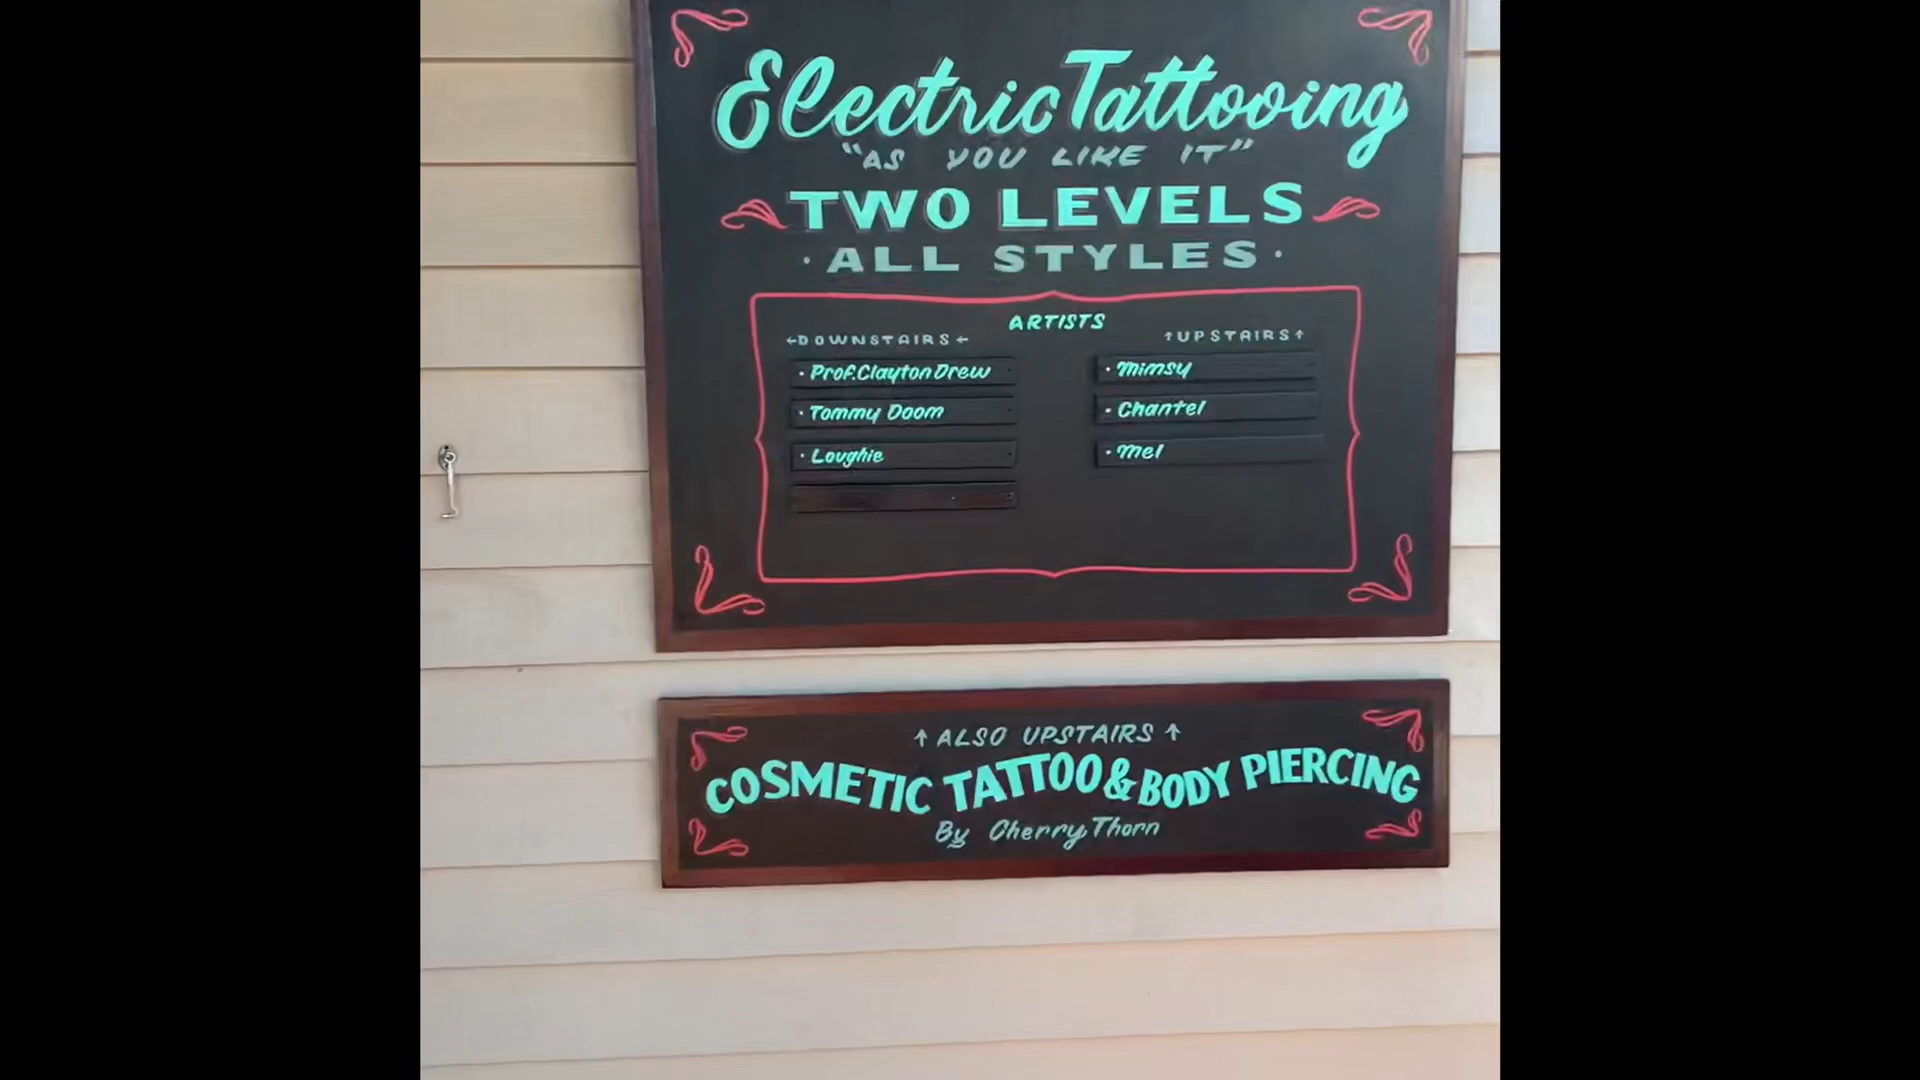 Electric Tattooing
"AS YOU LIKE IT"
TWO LEVELS
· ALL STYLES ·
ARTISTS
←DOWNSTAIRS←
· Prof. Clayton Drew
· Tommy Doom
· Loughie
↑UPSTAIRS↑
· Mimsy
· Chantel
· Mel
↑ ALSO UPSTAIRS ↑
COSMETIC TATTOO & BODY PIERCING
By Cherry Thorn